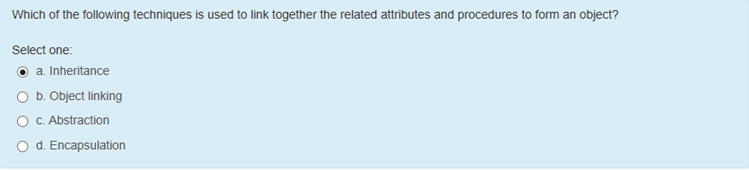 Which of the following techniques is used to link together the related attributes and procedures to form an object?
Select one:
a. Inheritance
b. Object linking
c. Abstraction
d. Encapsulation